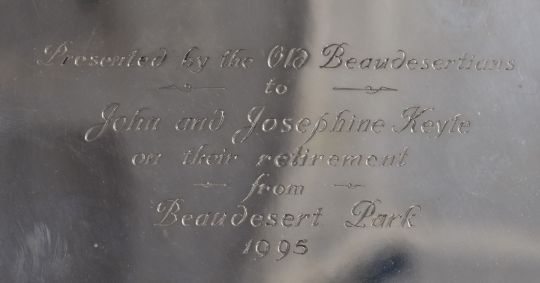 Presented by the Old Beaudesertians
to
John and Josephine Keyte
on their retirement
from
Beaudesert Park
1995